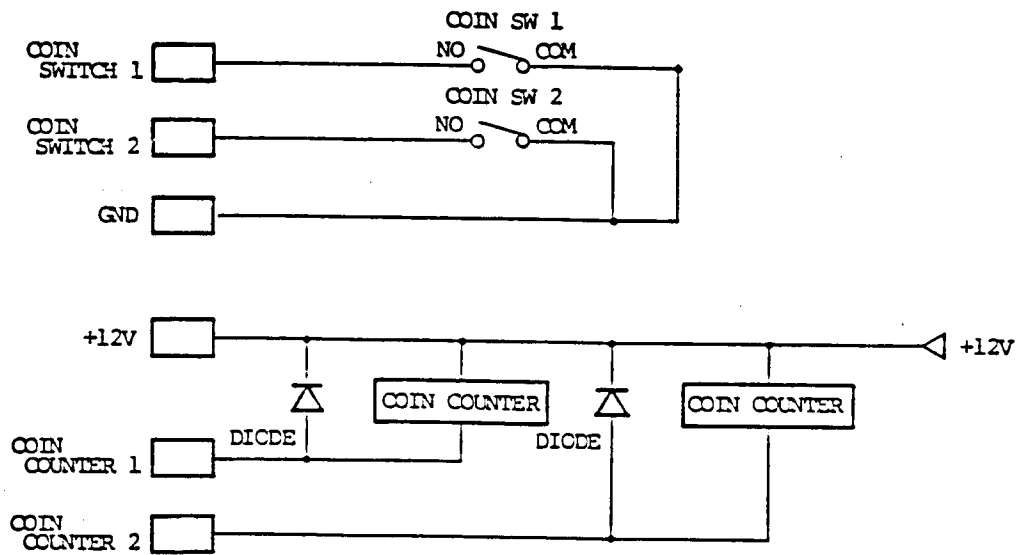 COIN SW 1
COIN
SWITCH 1
NO
COM
COIN SW 2
COIN
SWITCH 2
NO
COM
GND
+12V
+12V
COIN COUNTER
COIN COUNTER
DIODE
DIODE
COIN
COUNTER 1
COIN
COUNTER 2